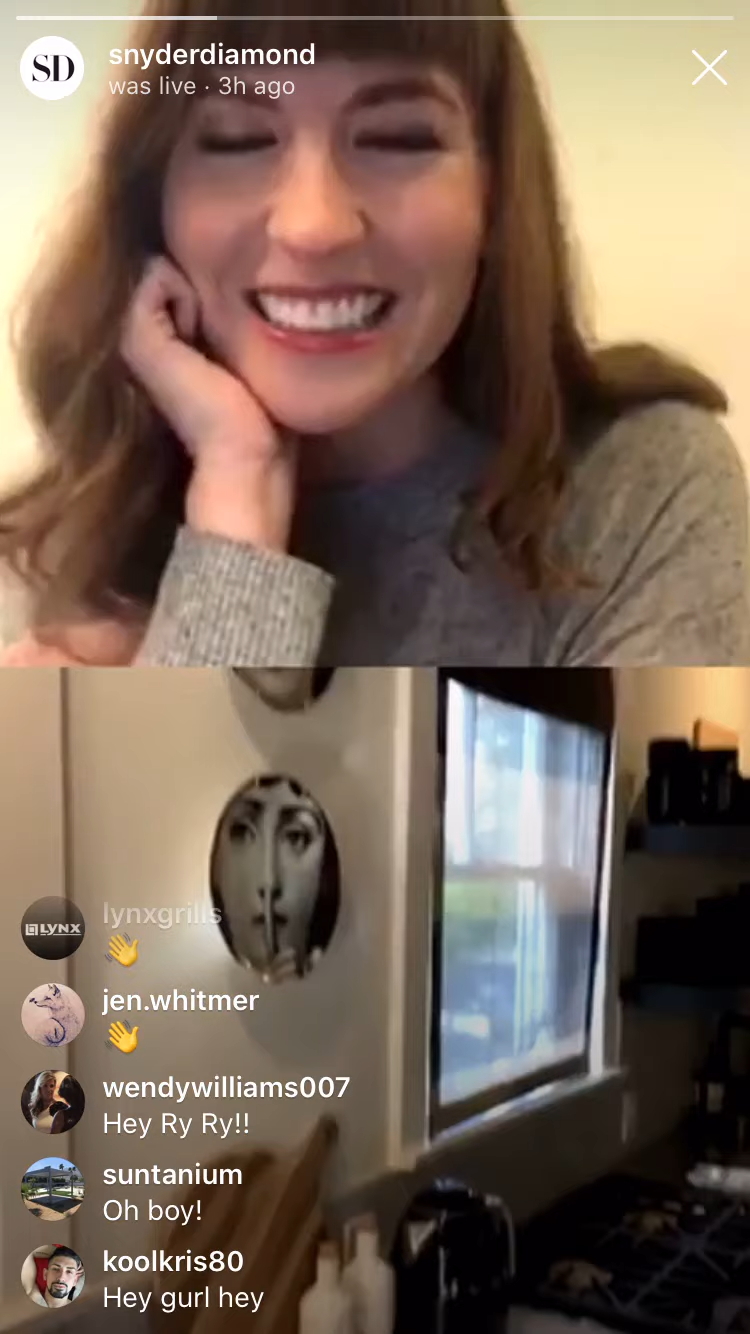 SD
snyderdiamond
was live · 3h ago
LYNX
lynxgrills
👋
jen.whitmer
👋
wendywilliams007
Hey Ry Ry!!
suntanium
Oh boy!
koolkris80
Hey gurl hey